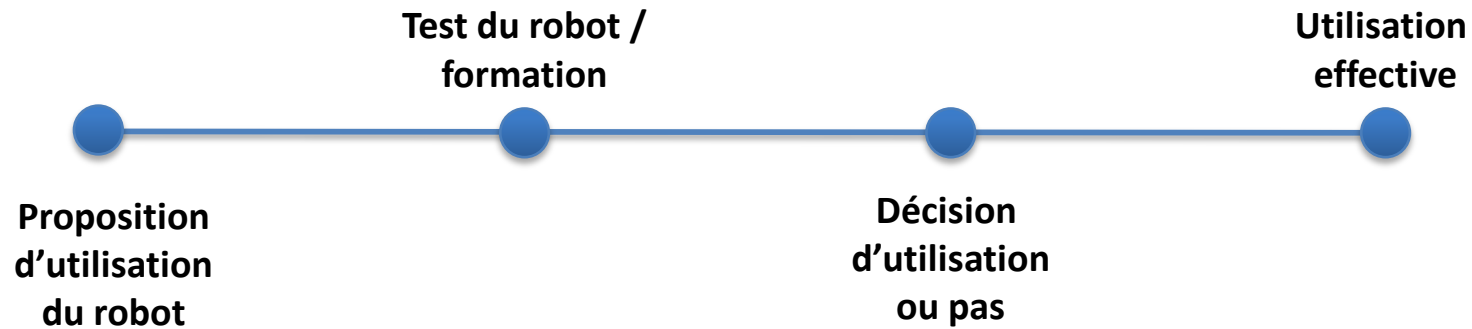 Proposition
d’utilisation
du robot
Test du robot /
formation
Décision
d’utilisation
ou pas
Utilisation
effective